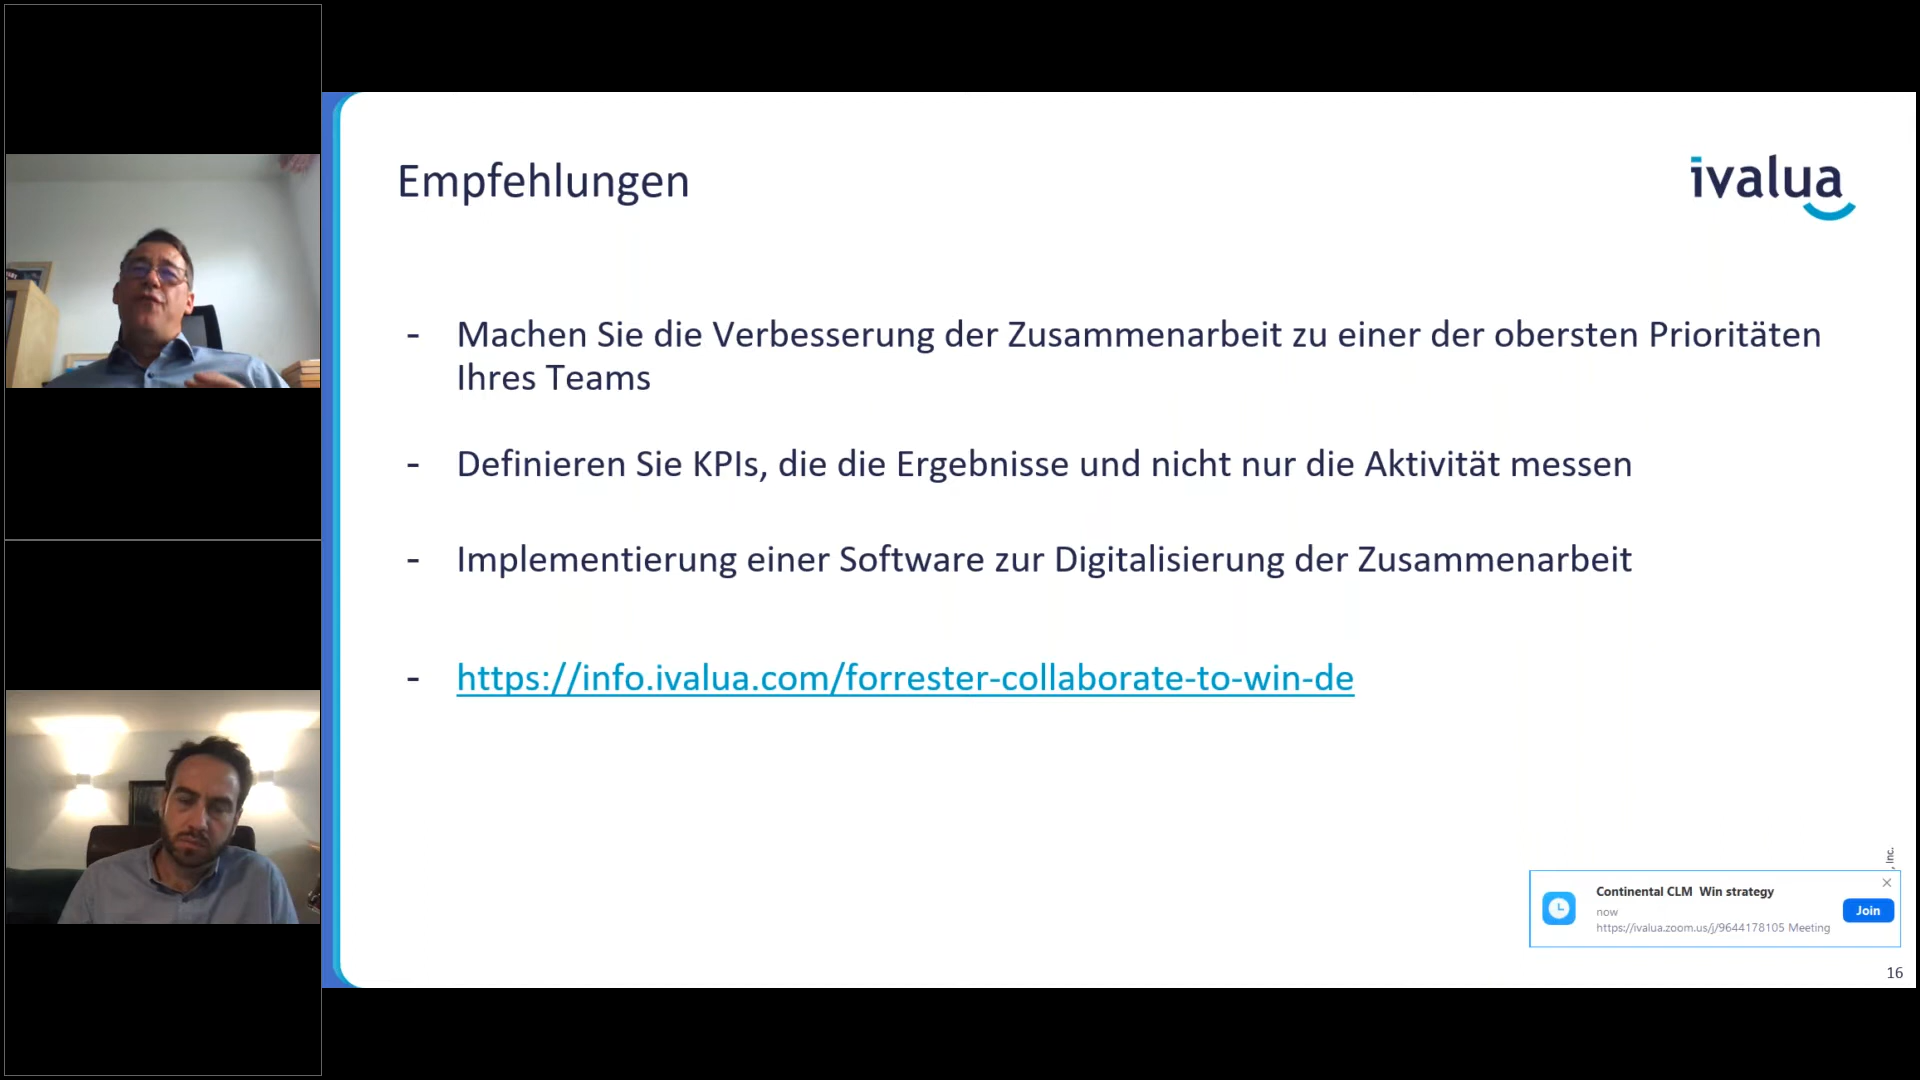 Empfehlungen
ivalua
- Machen Sie die Verbesserung der Zusammenarbeit zu einer der obersten Prioritäten
Ihres Teams
- Definieren Sie KPIs, die die Ergebnisse und nicht nur die Aktivität messen
- Implementierung einer Software zur Digitalisierung der Zusammenarbeit
- https://info.ivalua.com/forrester-collaborate-to-win-de
, Inc.
Continental CLM Win strategy
now
https://ivalua.zoom.us/j/9644178105 Meeting
Join
16